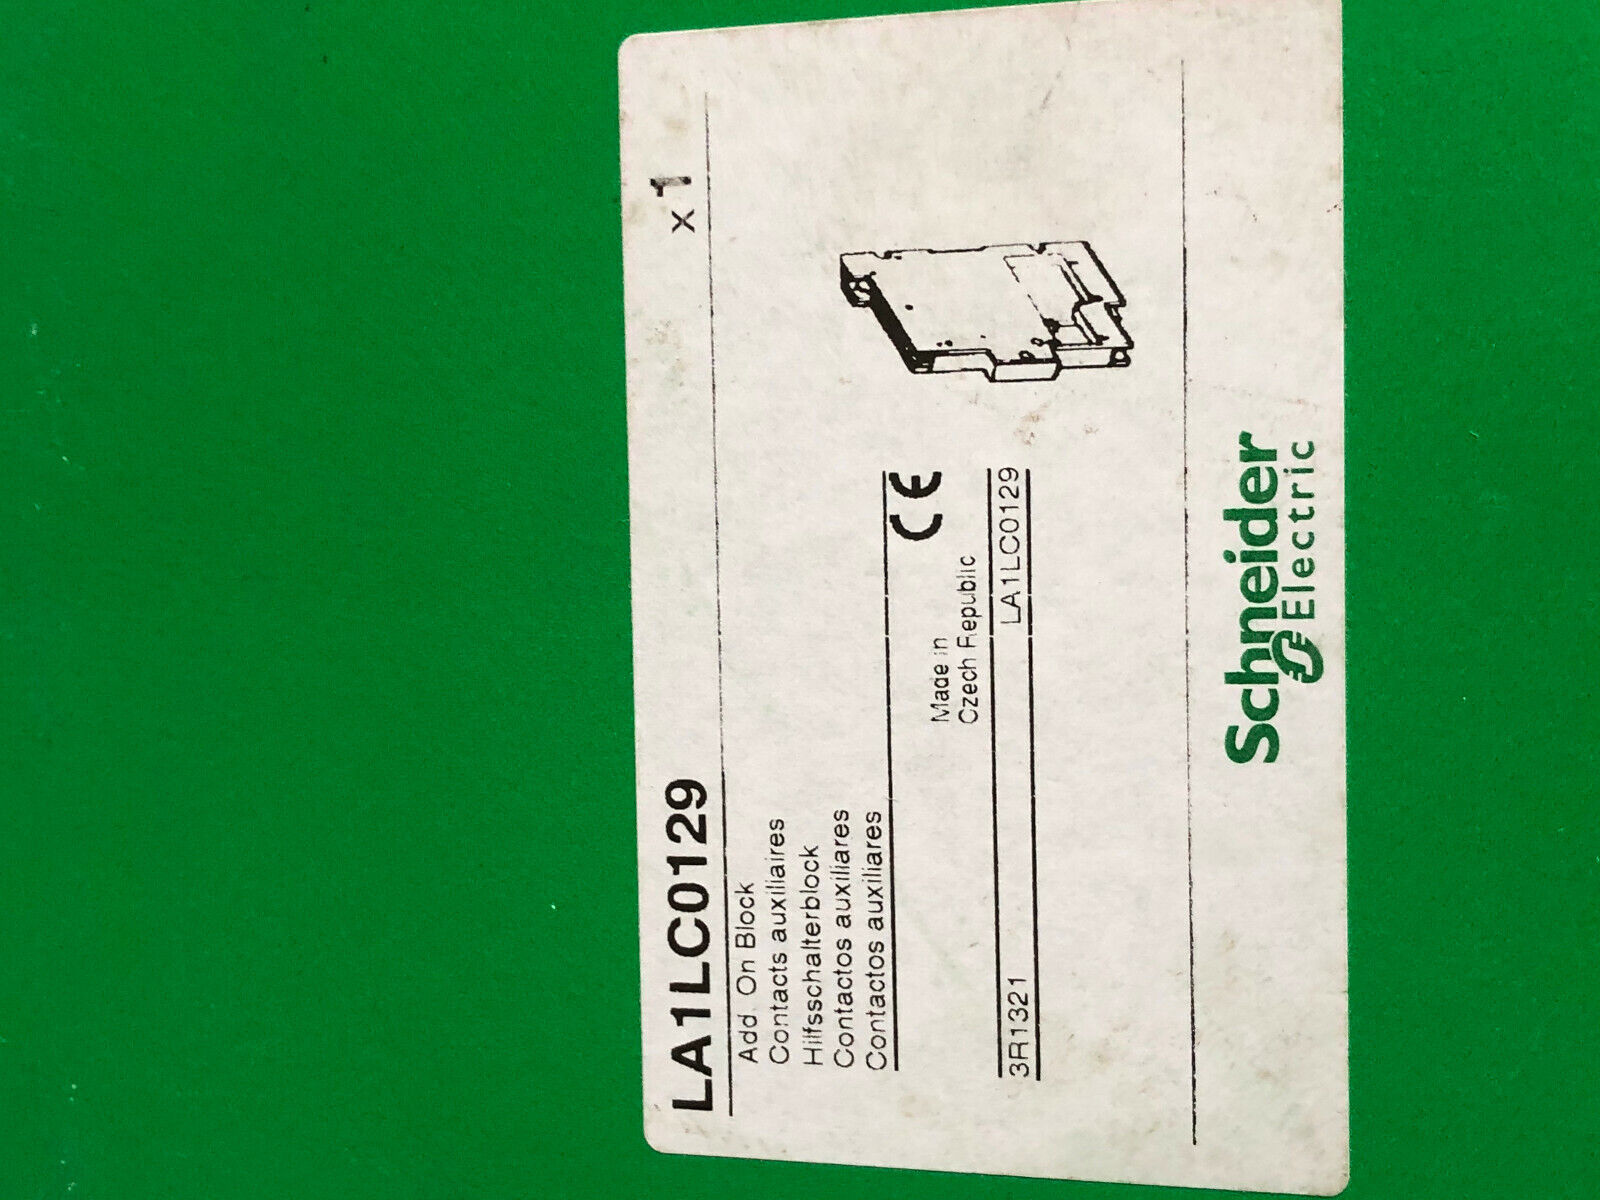 LA1LC0129 x 1
Add. On Block
Contacts auxiliaires
Hilfsschalterblock
Contactos auxiliares
Contactos auxiliares
CE
Made in
Czech Republic
3R1321 LA1LC0129
Schneider
Electric